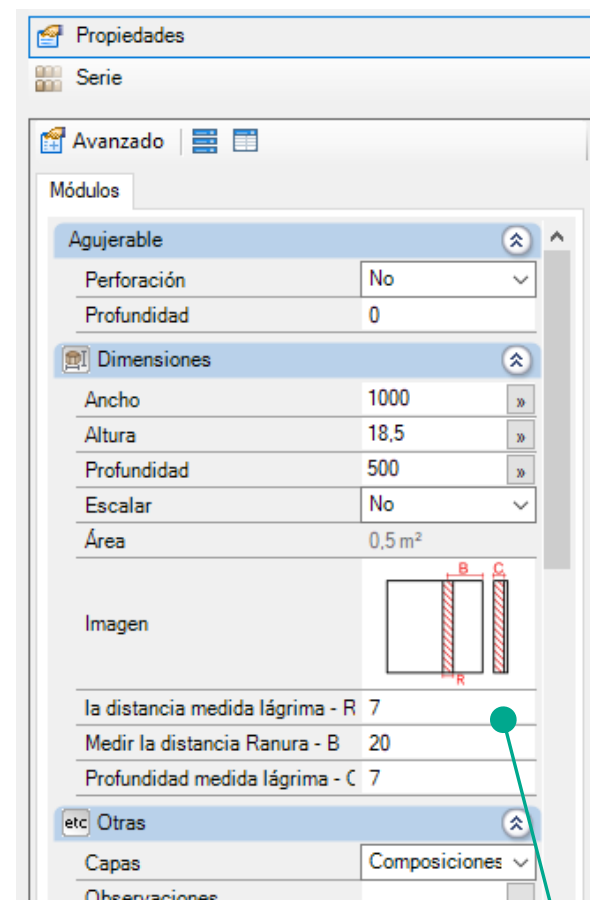 Propiedades
Serie
Avanzado
Módulos
Agujerable
Perforación No
Profundidad 0
Dimensiones
Ancho 1000 »
Altura 18,5 »
Profundidad 500 »
Escalar No
Área 0,5 m²
B C
Imagen
R
la distancia medida lágrima - R 7
Medir la distancia Ranura - B 20
Profundidad medida lágrima - C 7
etc Otras
Capas Composiciones
Observaciones